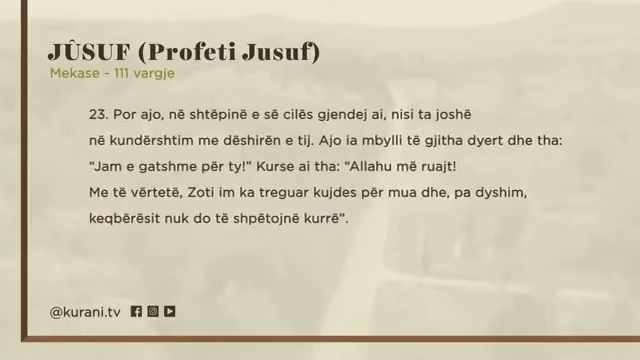 JÛSUF (Profeti Jusuf)
Mekase - 111 vargje
23. Por ajo, në shtëpinë e së cilës gjendej ai, nisi ta joshë
në kundërshtim me dëshirën e tij. Ajo ia mbylli të gjitha dyert dhe tha:
“Jam e gatshme për ty!” Kurse ai tha: “Allahu më ruajt!
Me të vërtetë, Zoti im ka treguar kujdes për mua dhe, pa dyshim,
keqbërësit nuk do të shpëtojnë kurrë”.
@kurani.tv